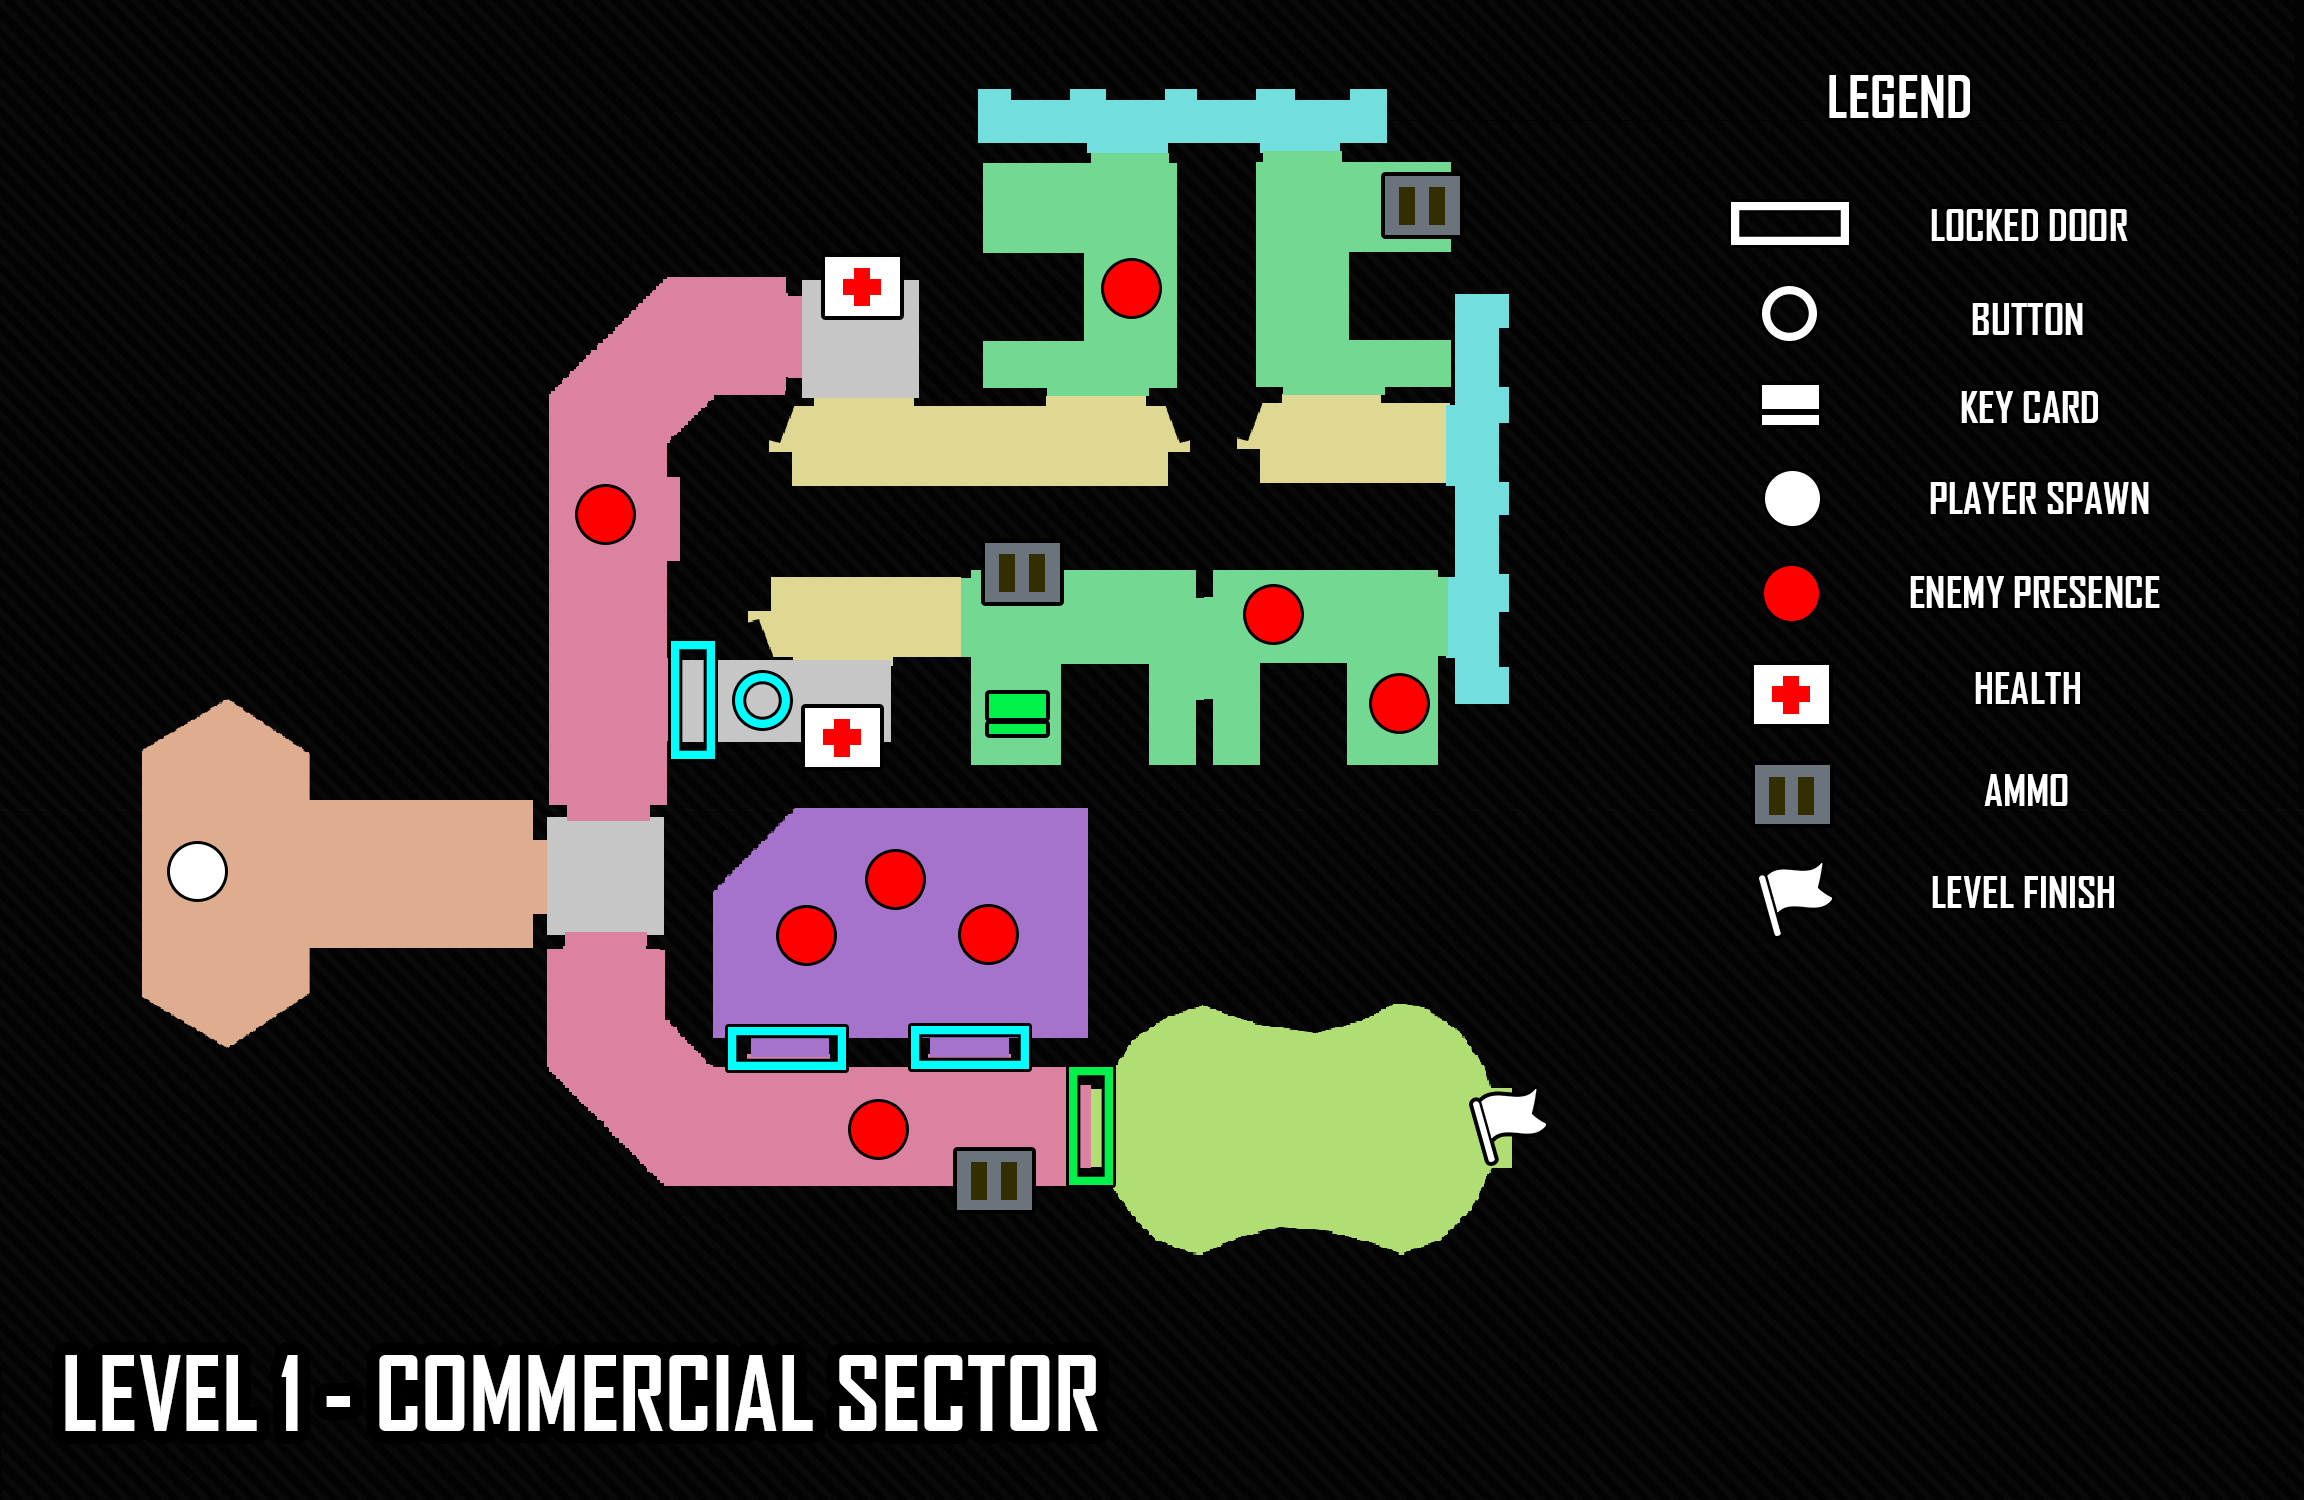 LEGEND
LOCKED DOOR
BUTTON
KEY CARD
PLAYER SPAWN
ENEMY PRESENCE
HEALTH
AMMO
LEVEL FINISH
LEVEL 1 - COMMERCIAL SECTOR